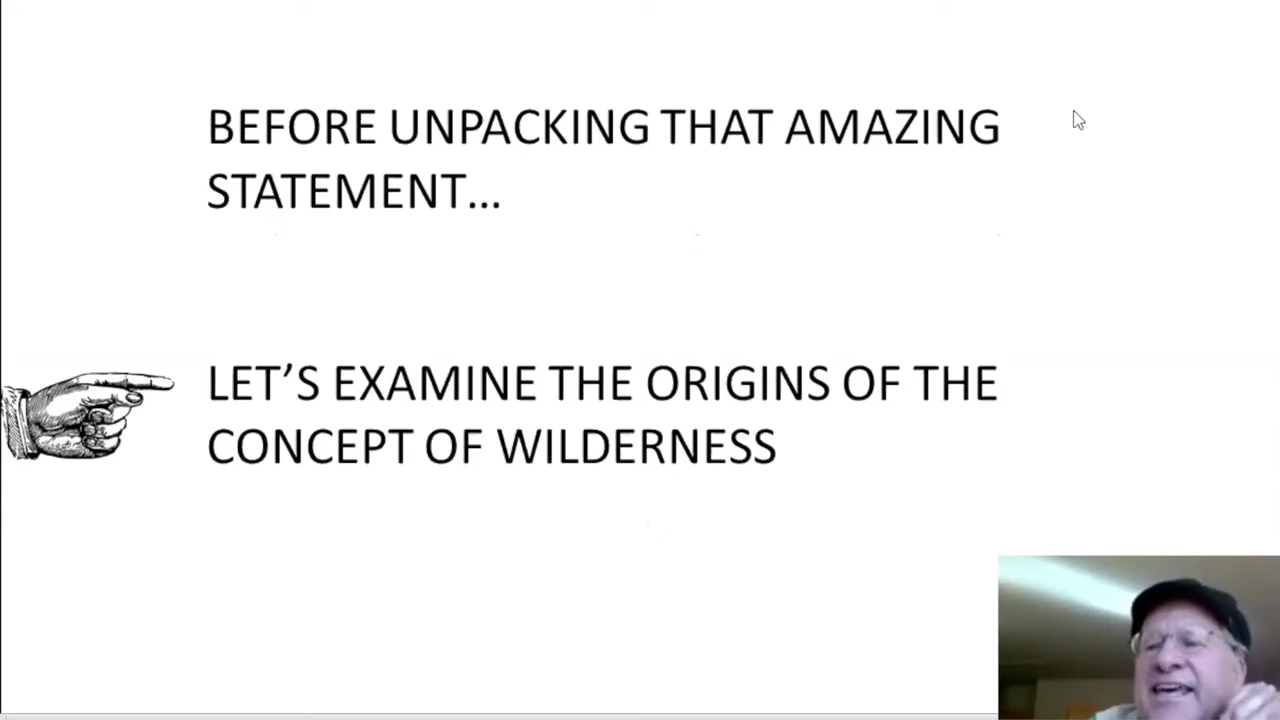 BEFORE UNPACKING THAT AMAZING
STATEMENT...
LET’S EXAMINE THE ORIGINS OF THE
CONCEPT OF WILDERNESS